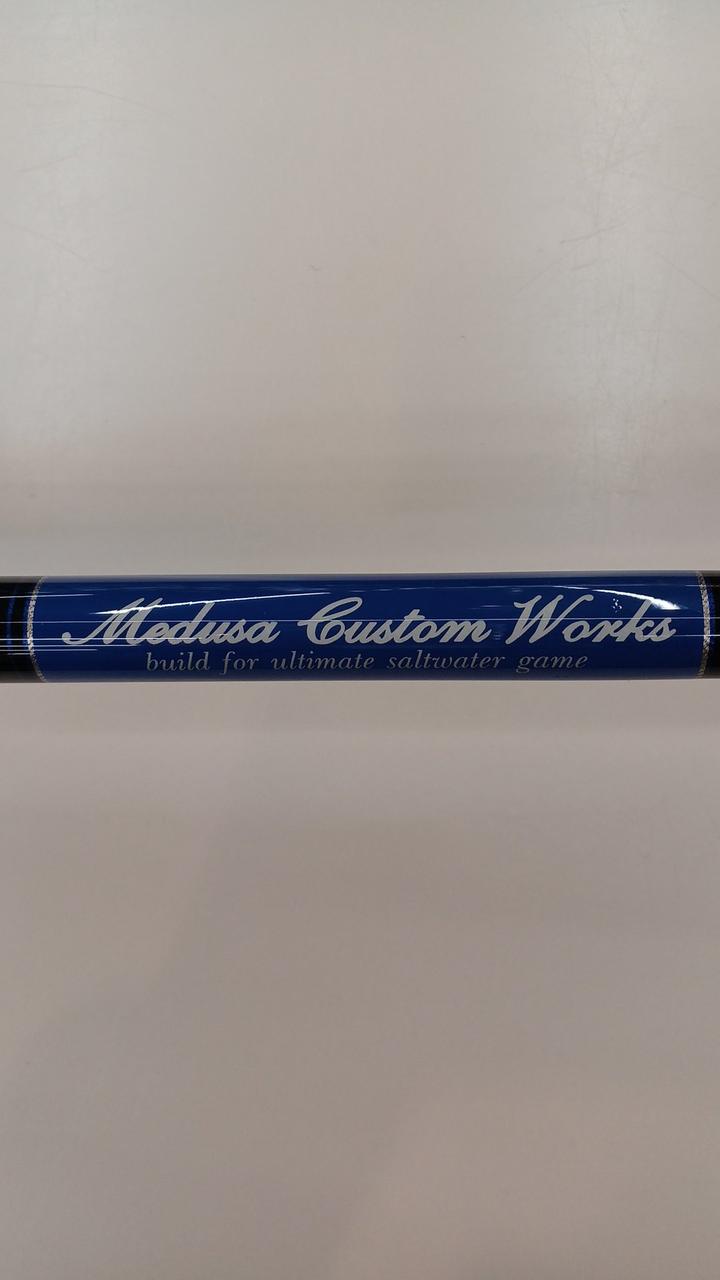 Medusa Custom Works
build for ultimate saltwater game